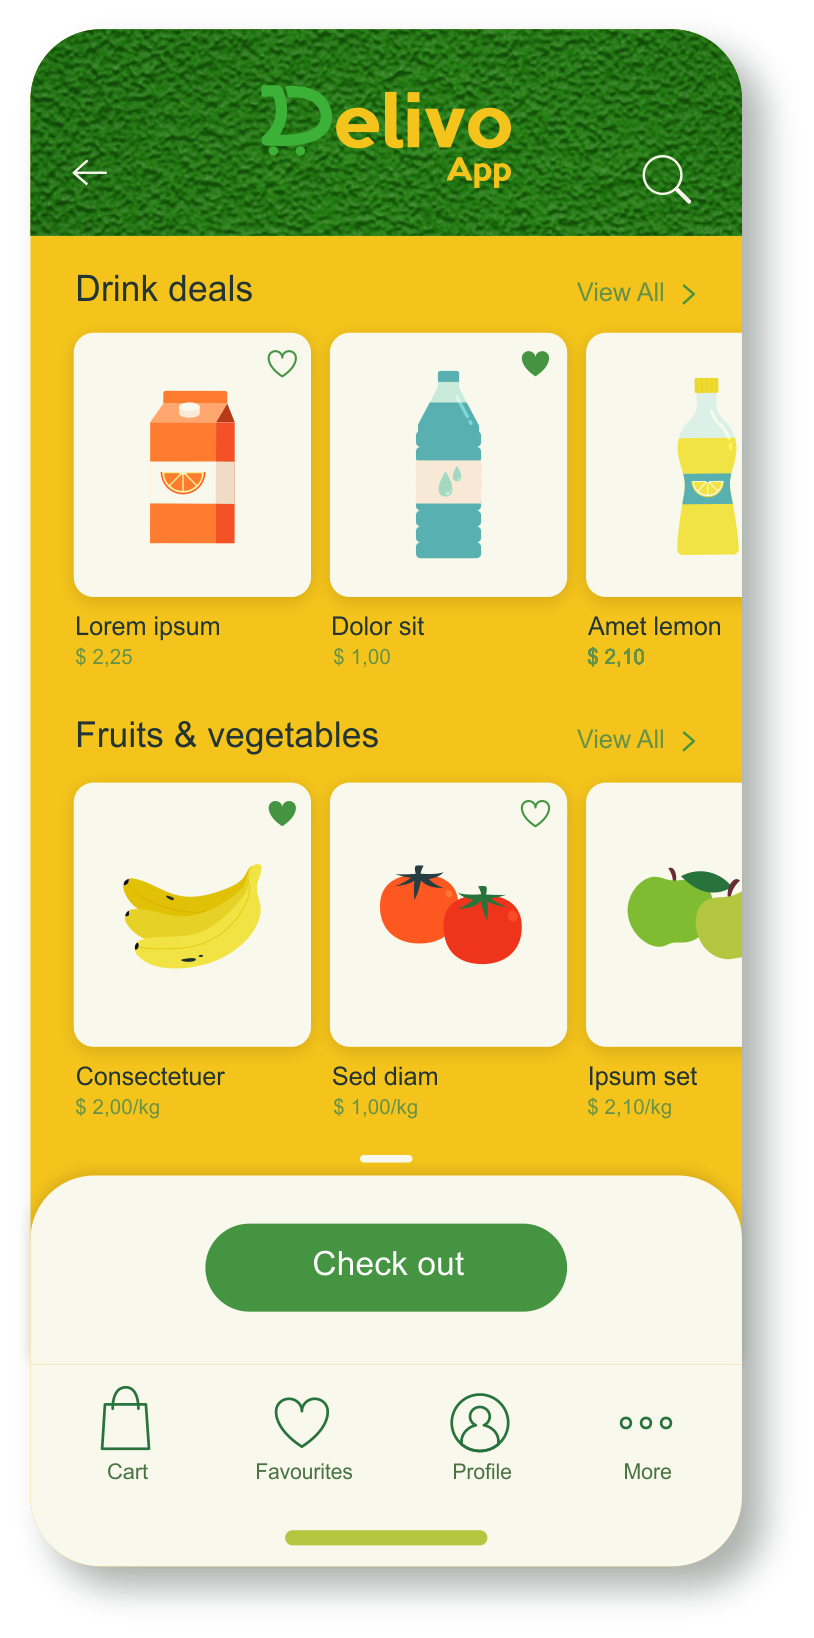 Delivo
App
Drink deals
View All
Lorem ipsum
Dolor sit
Amet lemon
$ 2,25
$ 1,00
$ 2,10
Fruits & vegetables
View All
Consectetuer
Sed diam
Ipsum set
$ 2,00/kg
$ 1,00/kg
$ 2,10/kg
Check out
Cart
Favourites
Profile
More